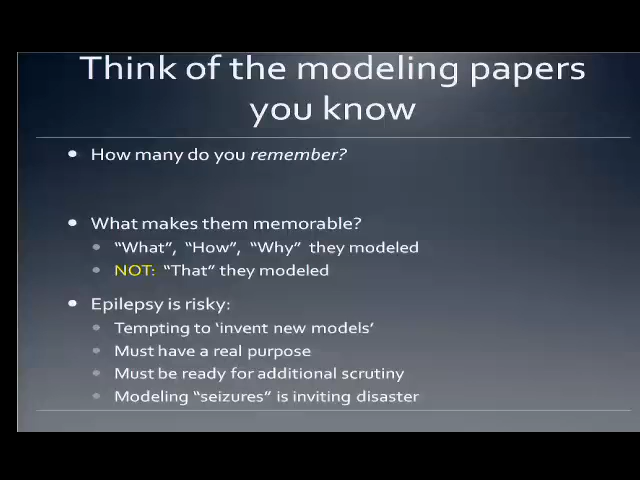 Think of the modeling papers
you know
• How many do you remember?
• What makes them memorable?
• “What”, “How”, “Why” they modeled
• NOT: “That” they modeled
• Epilepsy is risky:
• Tempting to ‘invent new models’
• Must have a real purpose
• Must be ready for additional scrutiny
• Modeling “seizures” is inviting disaster